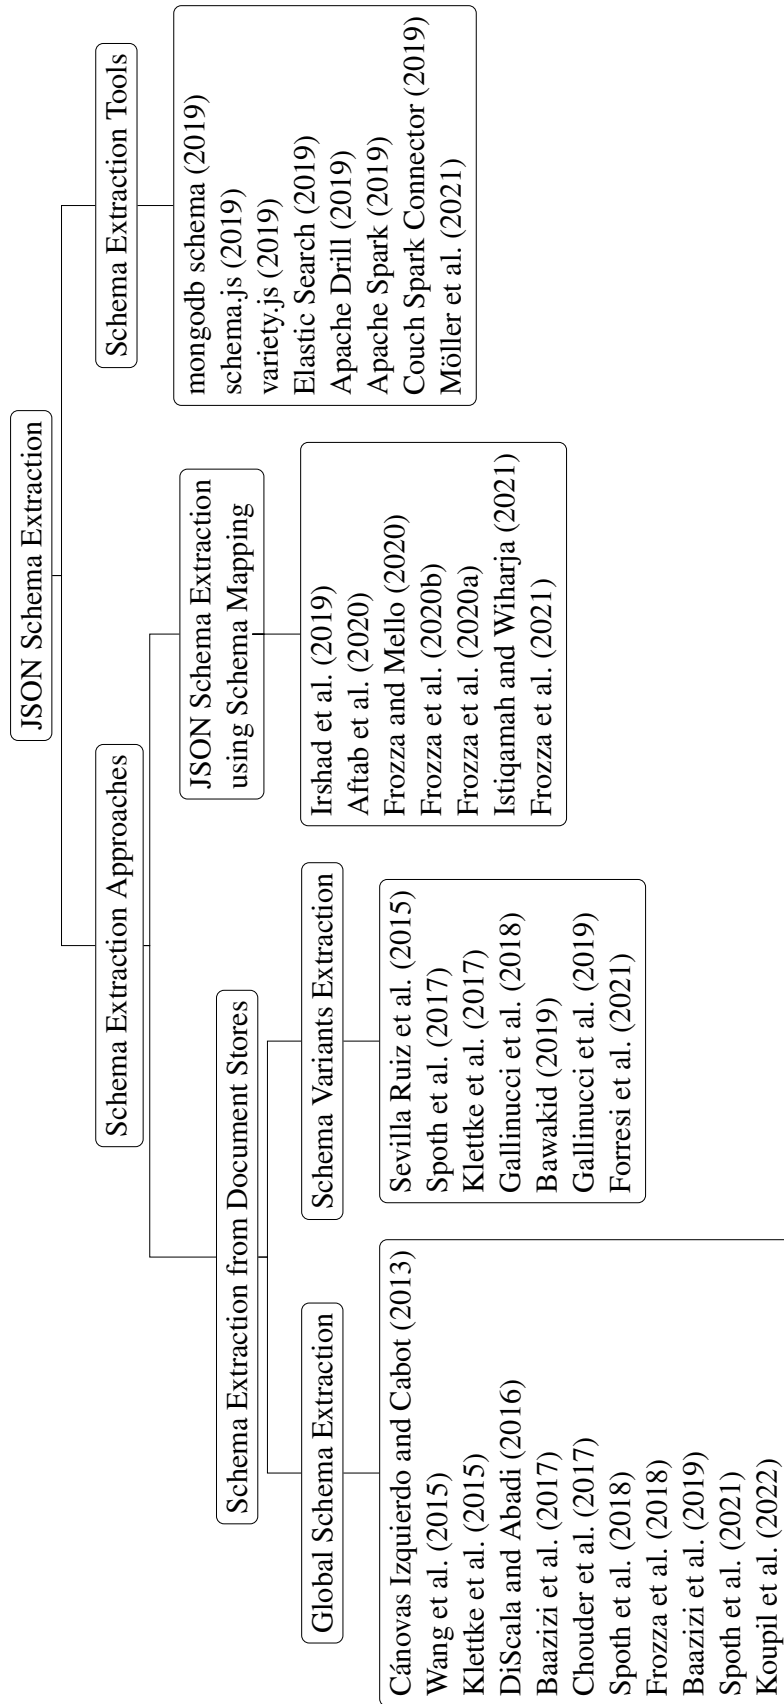 JSON Schema Extraction
Schema Extraction Approaches
Schema Extraction from Document Stores
Global Schema Extraction
Cánovas Izquierdo and Cabot (2013)
Wang et al. (2015)
Klettke et al. (2015)
DiScala and Abadi (2016)
Baazizi et al. (2017)
Chouder et al. (2017)
Spoth et al. (2018)
Frozza et al. (2018)
Baazizi et al. (2019)
Spoth et al. (2021)
Koupil et al. (2022)
Schema Variants Extraction
Sevilla Ruiz et al. (2015)
Spoth et al. (2017)
Klettke et al. (2017)
Gallinucci et al. (2018)
Bawakid (2019)
Gallinucci et al. (2019)
Forresi et al. (2021)
JSON Schema Extraction
using Schema Mapping
Irshad et al. (2019)
Aftab et al. (2020)
Frozza and Mello (2020)
Frozza et al. (2020b)
Frozza et al. (2020a)
Istiqamah and Wiharja (2021)
Frozza et al. (2021)
Schema Extraction Tools
mongodb schema (2019)
schema.js (2019)
variety.js (2019)
Elastic Search (2019)
Apache Drill (2019)
Apache Spark (2019)
Couch Spark Connector (2019)
Möller et al. (2021)